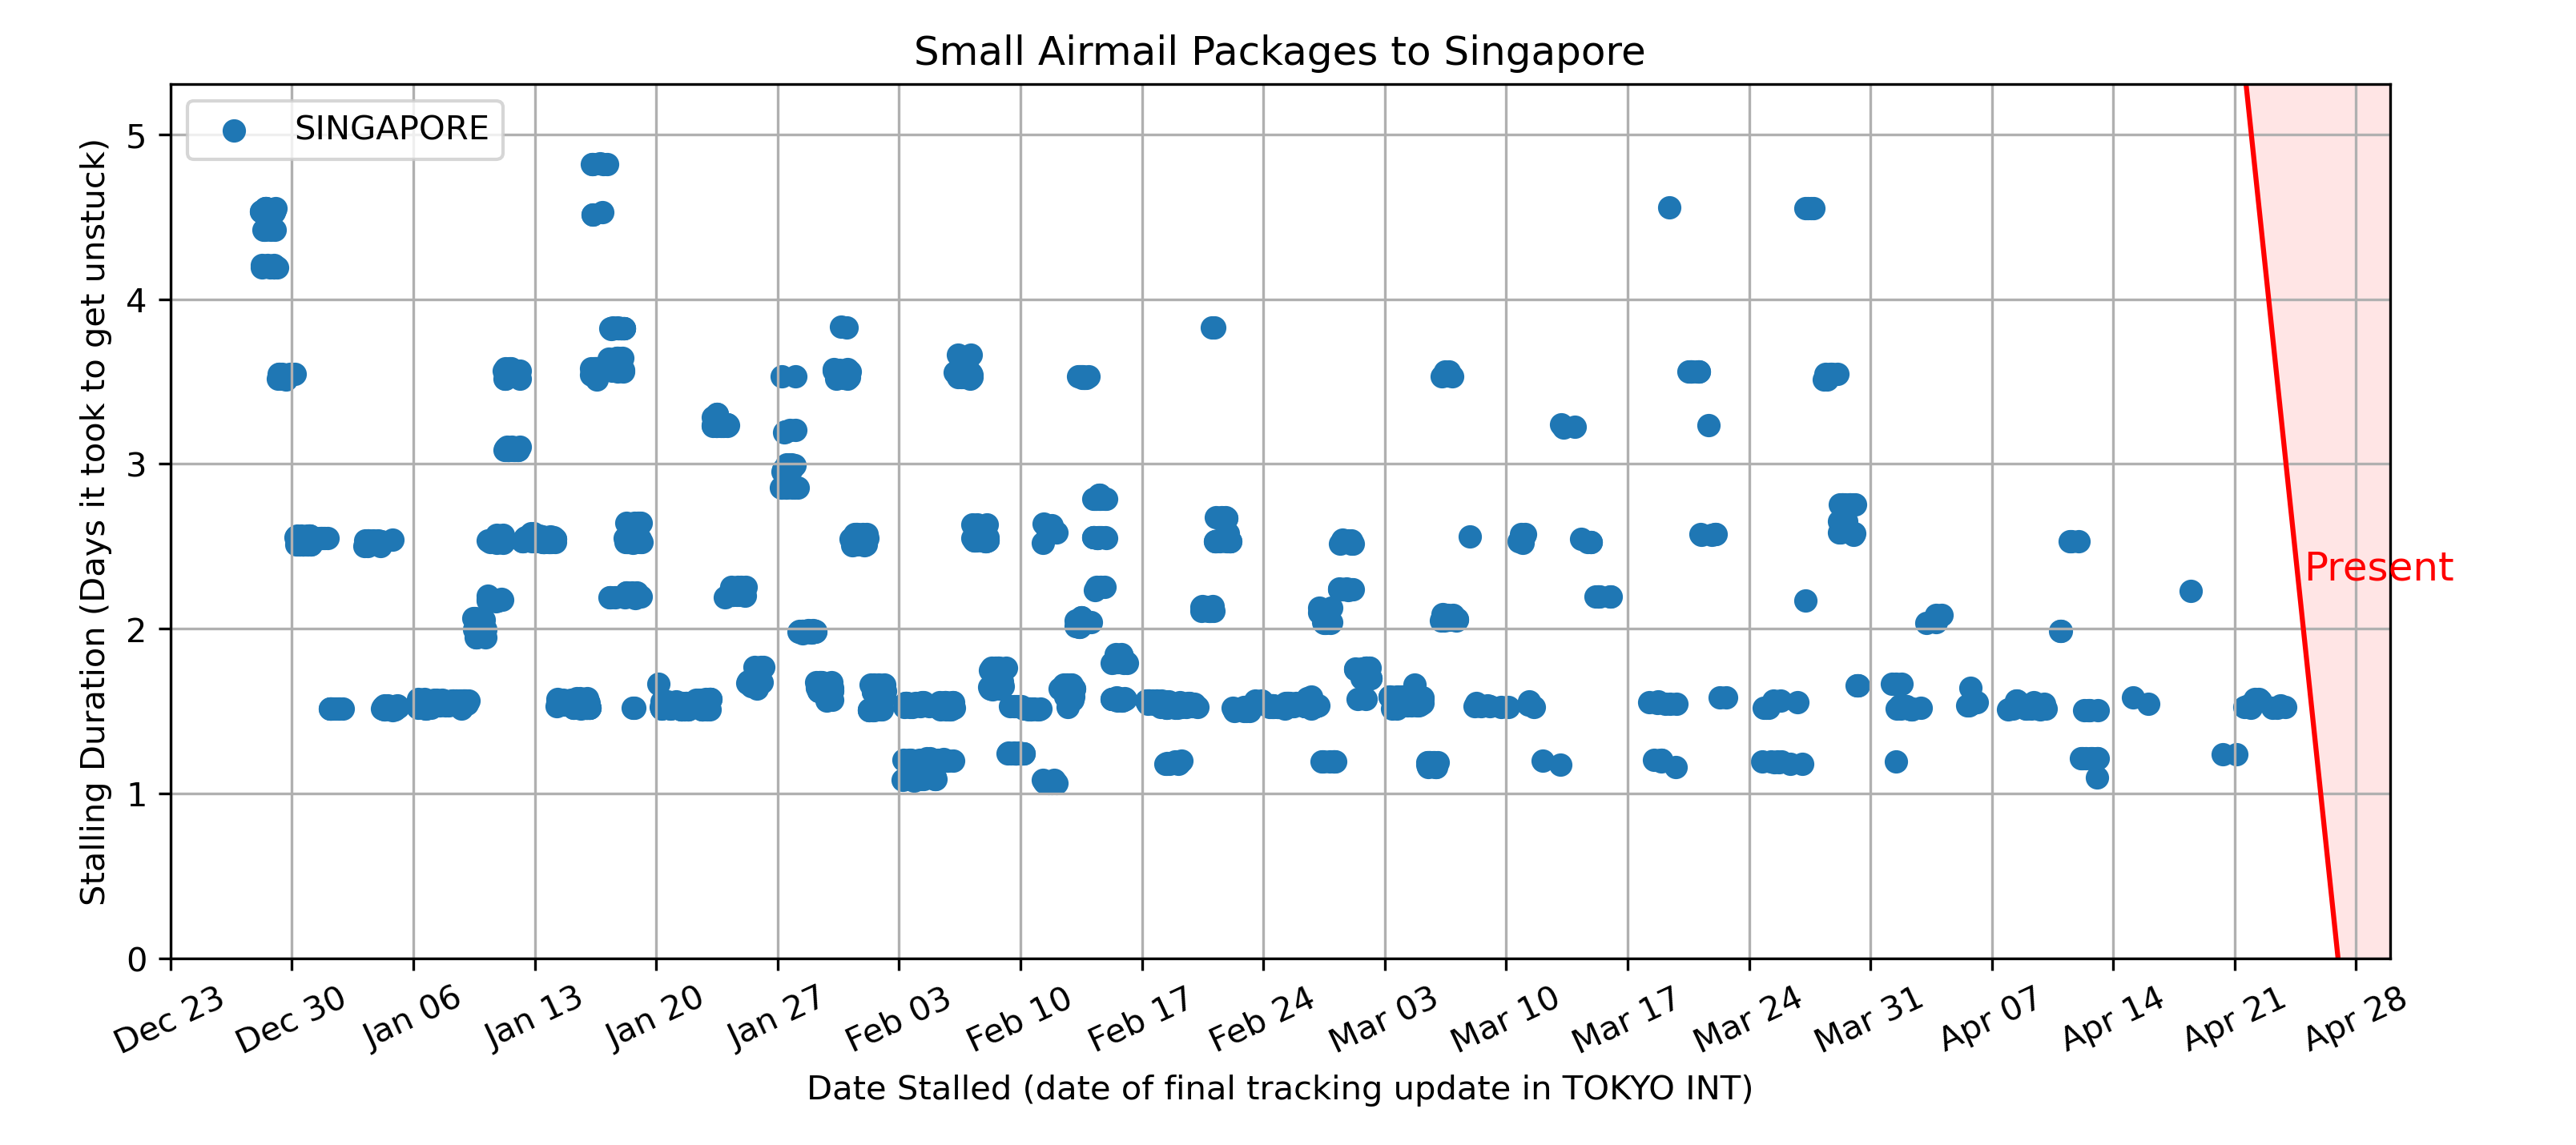 Small Airmail Packages to Singapore
SINGAPORE
Stalling Duration (Days it took to get unstuck)
5
4
3
2
1
0
Present
Dec 23
Dec 30
Jan 06
Jan 13
Jan 20
Jan 27
Feb 03
Feb 10
Feb 17
Feb 24
Mar 03
Mar 10
Mar 17
Mar 24
Mar 31
Apr 07
Apr 14
Apr 21
Apr 28
Date Stalled (date of final tracking update in TOKYO INT)